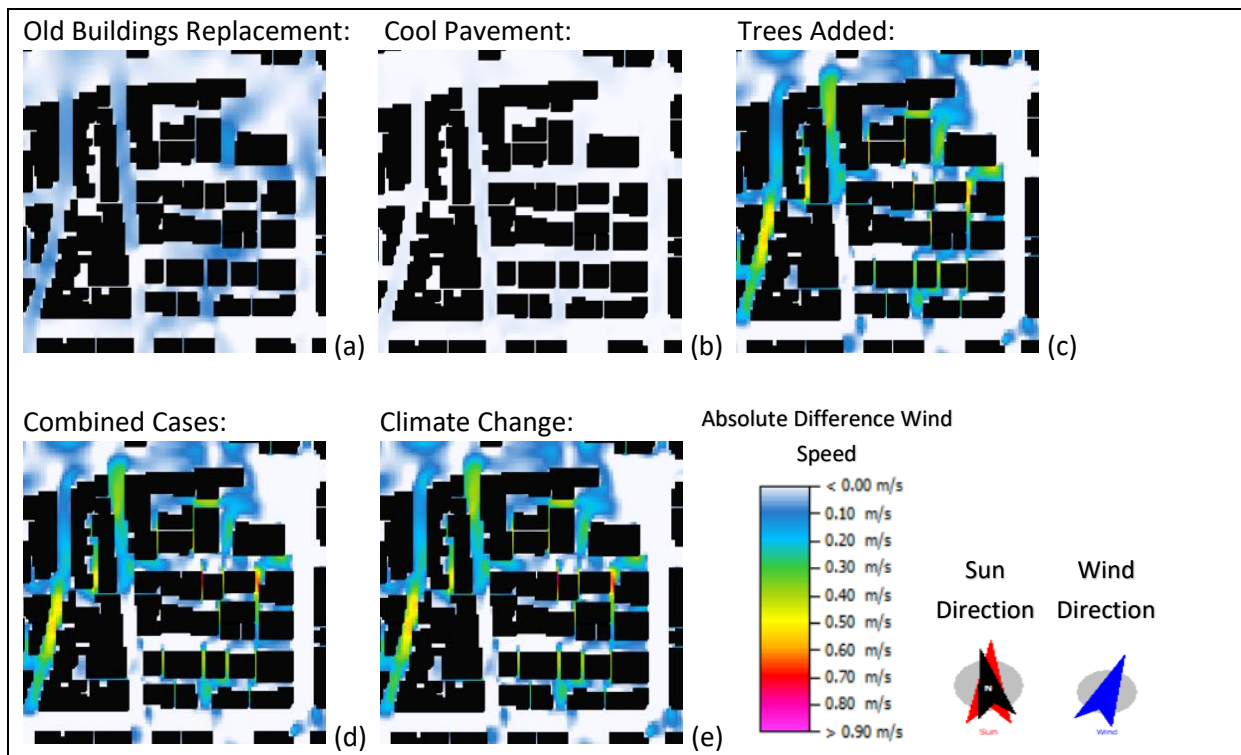 Old Buildings Replacement:
Cool Pavement:
Trees Added:
(a)
(b)
(c)
Combined Cases:
Climate Change:
(d)
(e)
Absolute Difference Wind
Speed
< 0.00 m/s
0.10 m/s
0.20 m/s
0.30 m/s
0.40 m/s
0.50 m/s
0.60 m/s
0.70 m/s
0.80 m/s
> 0.90 m/s
Sun
Direction
N
Sun
Wind
Direction
Wind